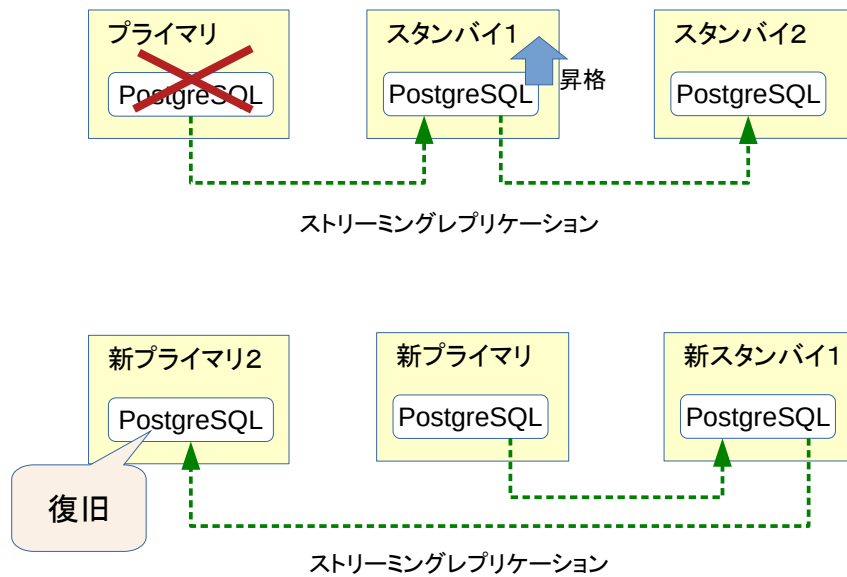 プライマリ
スタンバイ1
スタンバイ2
PostgreSQL
PostgreSQL
昇格
PostgreSQL
ストリーミングレプリケーション
新プライマリ2
新プライマリ
新スタンバイ1
PostgreSQL
PostgreSQL
PostgreSQL
復旧
ストリーミングレプリケーション